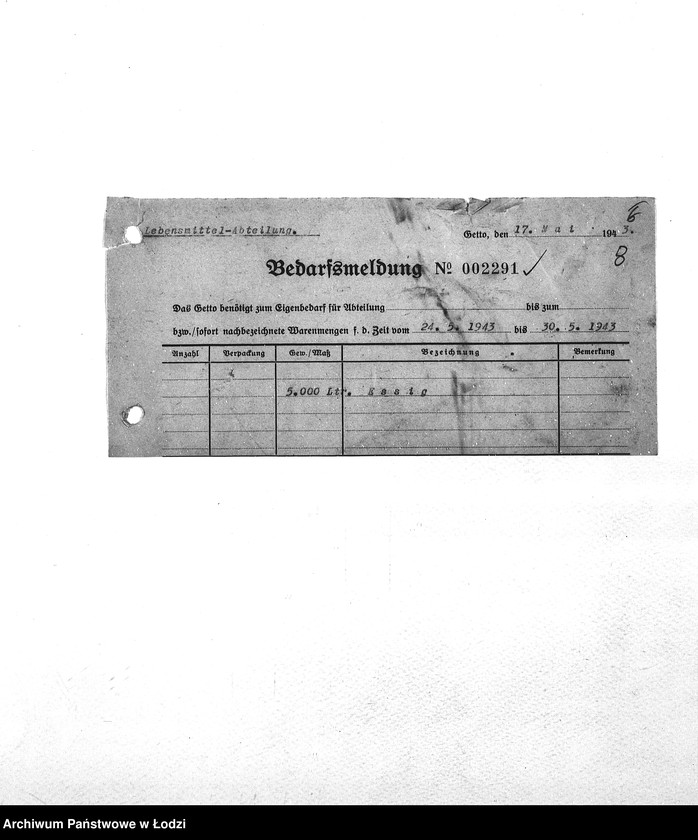 6
Lebensmittel-Abteilung.
Getto, den 17. Mai 1943.
8
Bedarfsmeldung № 002291 ✓
Das Getto benötigt zum Eigenbedarf für Abteilung bis zum
bzw./sofort nachbezeichnete Warenmengen f. d. Zeit vom 24. 5. 1943 bis 30. 5. 1943
Anzahl Verpackung Gew./Maß Bezeichnung Bemerkung
5.000 Ltr. Essig
Archiwum Państwowe w Łodzi